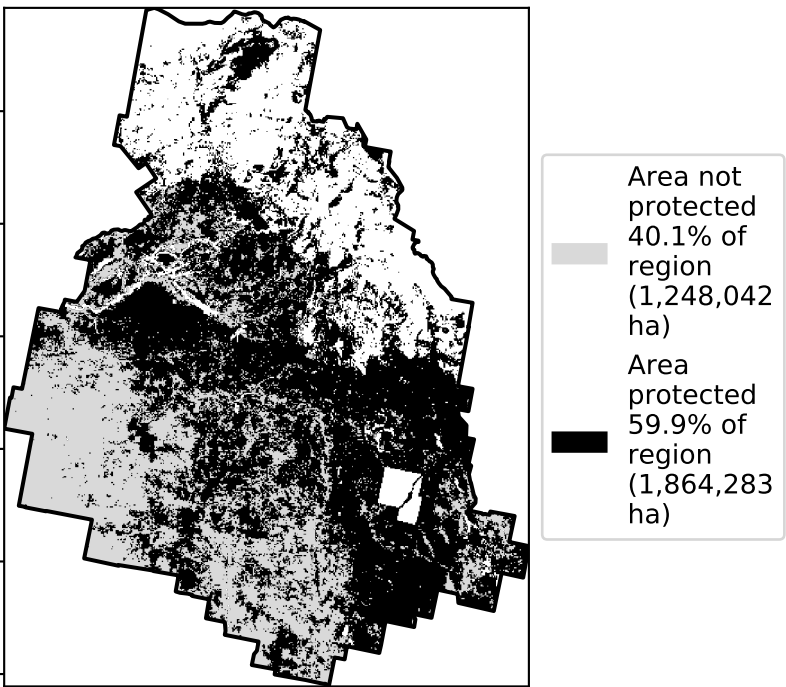 Area not
protected
40.1% of
region
(1,248,042
ha)
Area
protected
59.9% of
region
(1,864,283
ha)